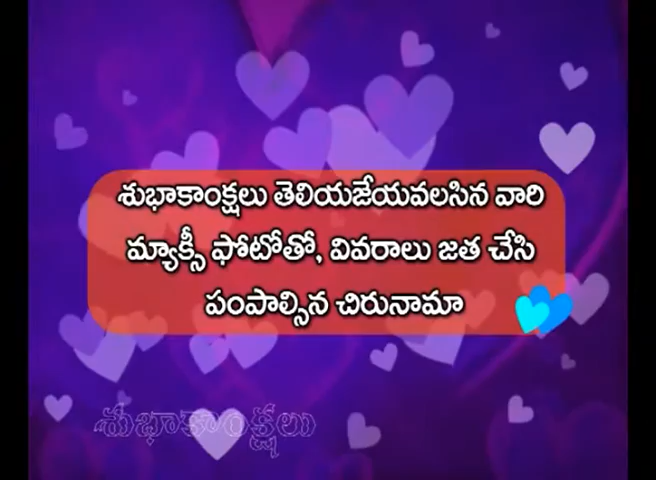 శుభాకాంక్షలు తెలియజేయవలసిన వారి
మ్యాక్సీ ఫోటోతో, వివరాలు జత చేసి
పంపాల్సిన చిరునామా
శుభాకాంక్షలు